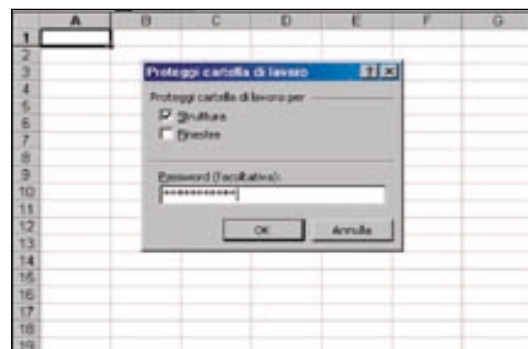 A B C D E F G
1
2
3
4
5
6
7
8
9
10
11
12
13
14
15
16
17
18
19
Proteggi cartella di lavoro
Proteggi cartella di lavoro per
Struttura
Finestre
Password (facoltativa):
***********
OK Annulla